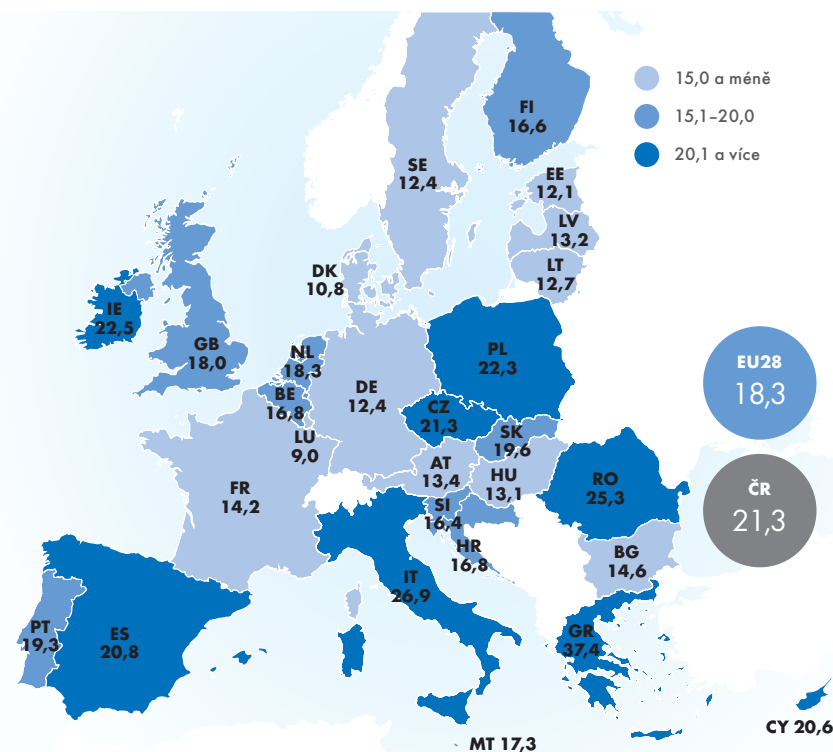 FI
16,6
15,0 a méně
15,1–20,0
20,1 a více
SE
12,4
EE
12,1
LV
13,2
LT
12,7
DK
10,8
IE
22,5
GB
18,0
NL
18,3
BE
16,8
DE
12,4
PL
22,3
EU28
18,3
CZ
21,3
SK
19,6
LU
9,0
AT
13,4
HU
13,1
FR
14,2
SI
16,4
RO
25,3
ČR
21,3
HR
16,8
BG
14,6
IT
26,9
PT
19,3
ES
20,8
GR
37,4
CY 20,6
MT 17,3